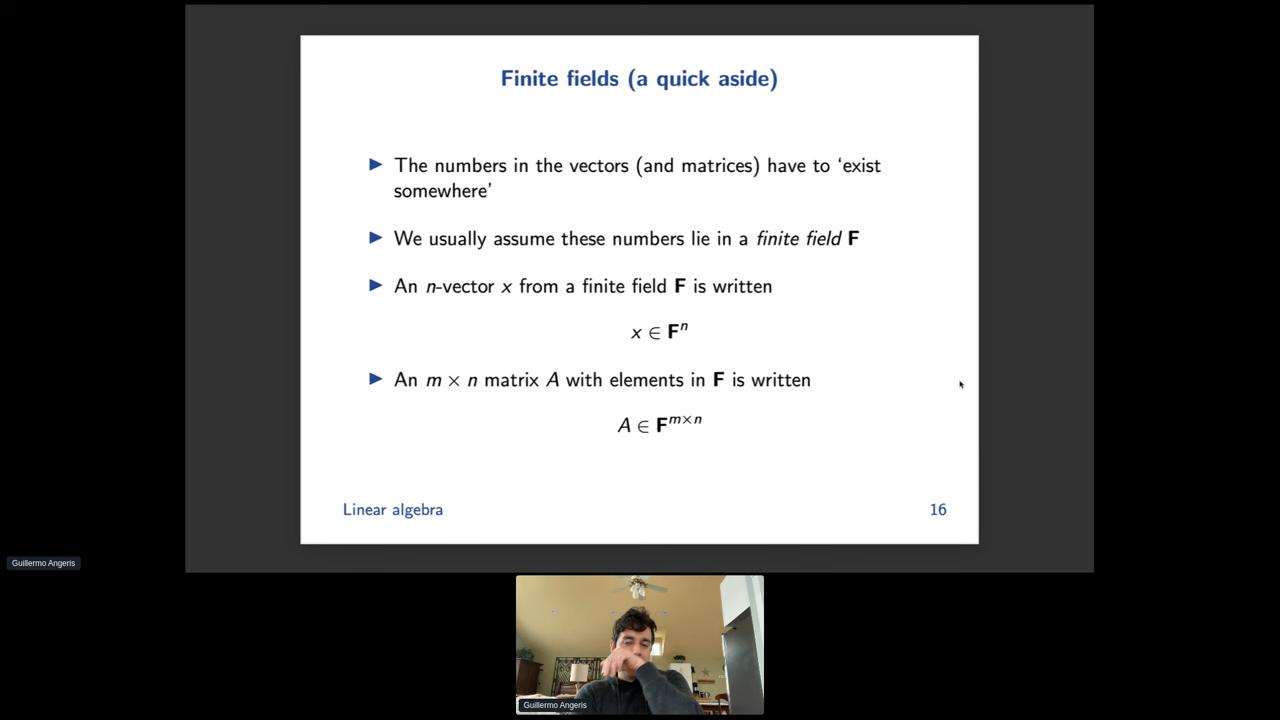 Finite fields (a quick aside)
▶ The numbers in the vectors (and matrices) have to ‘exist
somewhere’
▶ We usually assume these numbers lie in a finite field F
▶ An n-vector x from a finite field F is written
x ∈ Fⁿ
▶ An m × n matrix A with elements in F is written
A ∈ Fᵐ×ⁿ
Linear algebra 16
Guillermo Angeris
Guillermo Angeris